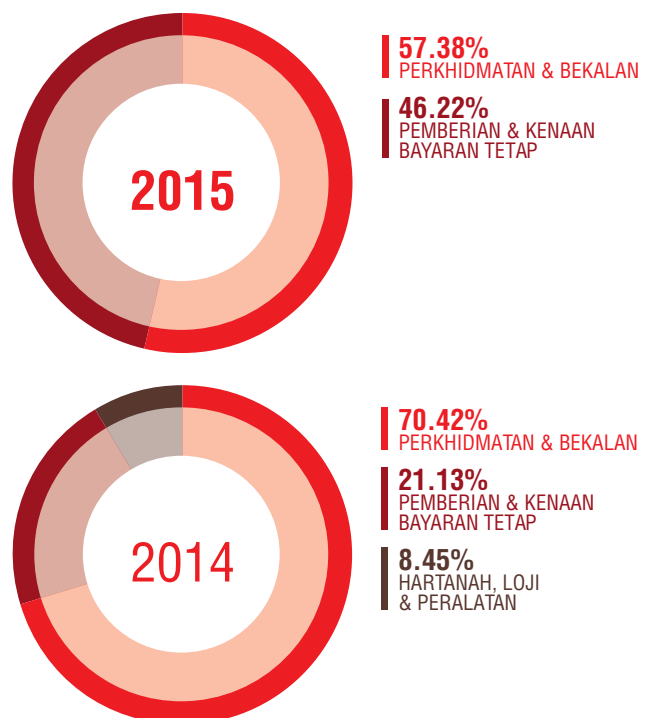 2015
57.38%
PERKHIDMATAN & BEKALAN
46.22%
PEMBERIAN & KENAAN
BAYARAN TETAP
2014
70.42%
PERKHIDMATAN & BEKALAN
21.13%
PEMBERIAN & KENAAN
BAYARAN TETAP
8.45%
HARTANAH, LOJI
& PERALATAN